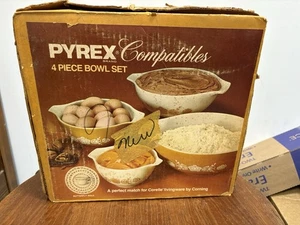 PYREX Compatibles
4 PIECE BOWL SET
new
A perfect match for Corelle livingware by Corning